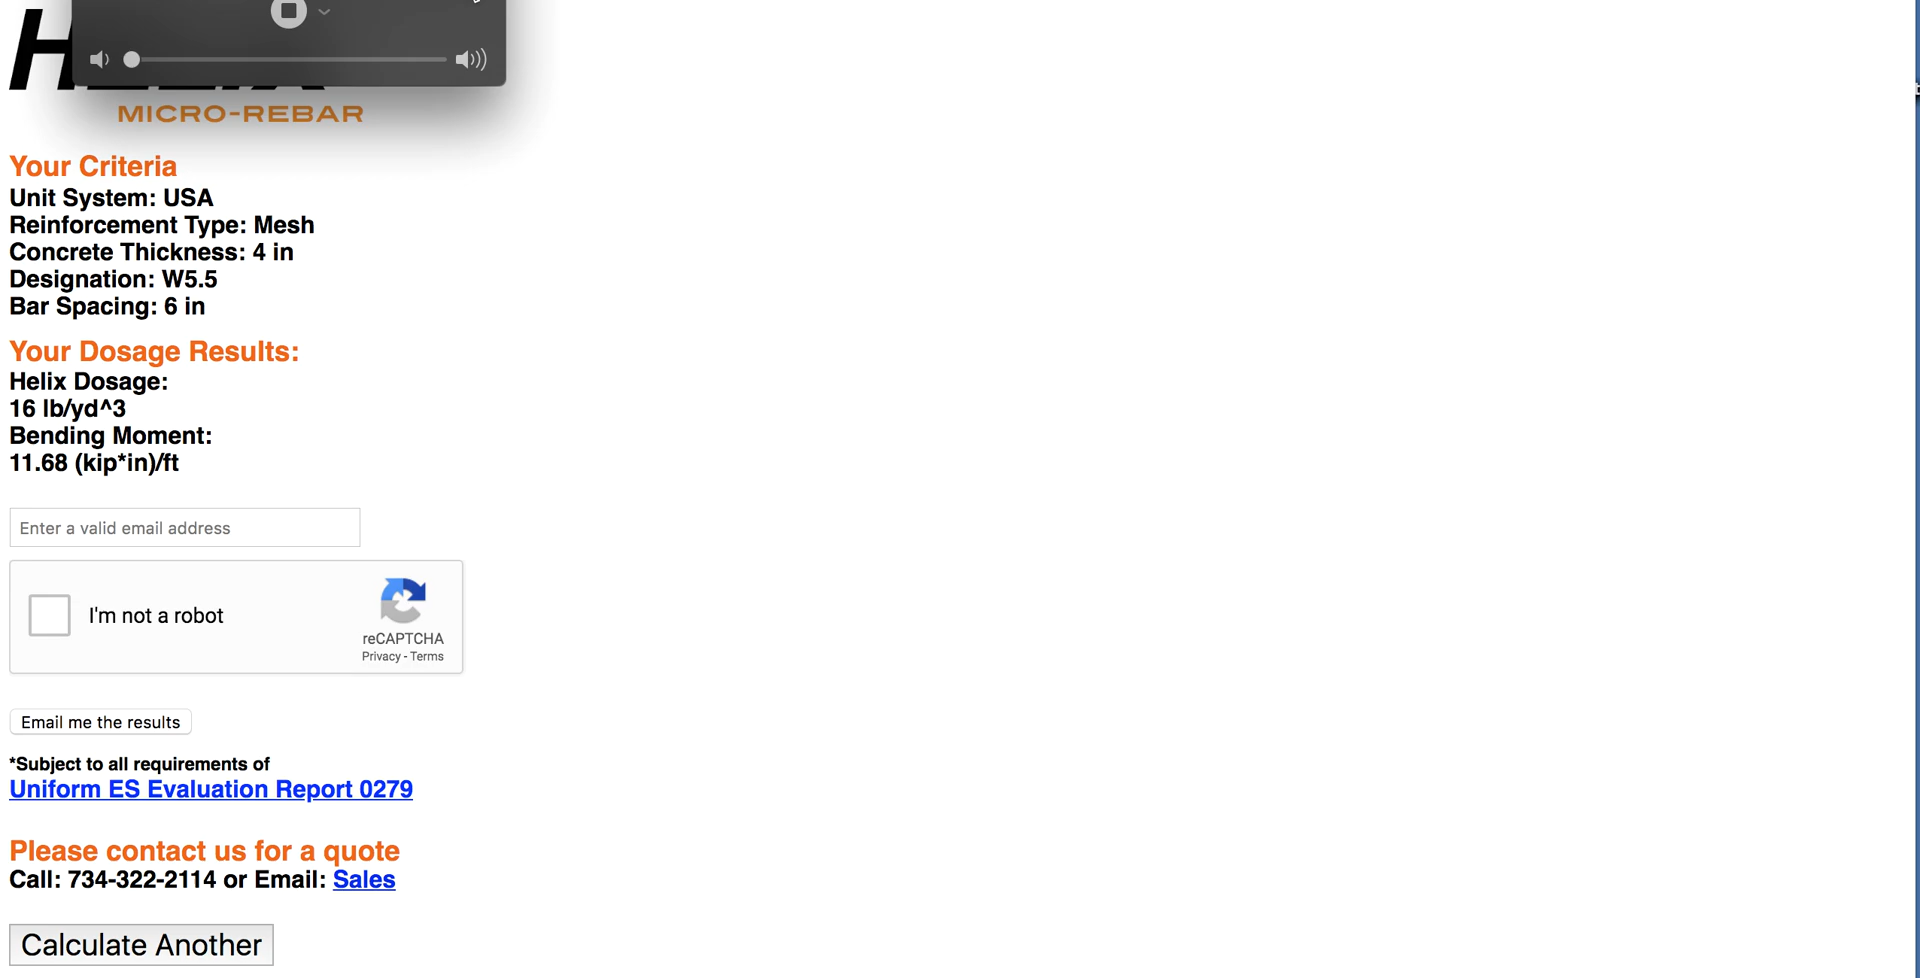 MICRO-REBAR
Your Criteria
Unit System: USA
Reinforcement Type: Mesh
Concrete Thickness: 4 in
Designation: W5.5
Bar Spacing: 6 in
Your Dosage Results:
Helix Dosage:
16 lb/yd^3
Bending Moment:
11.68 (kip*in)/ft
Enter a valid email address
I'm not a robot
reCAPTCHA
Privacy - Terms
Email me the results
*Subject to all requirements of
Uniform ES Evaluation Report 0279
Please contact us for a quote
Call: 734-322-2114 or Email: Sales
Calculate Another